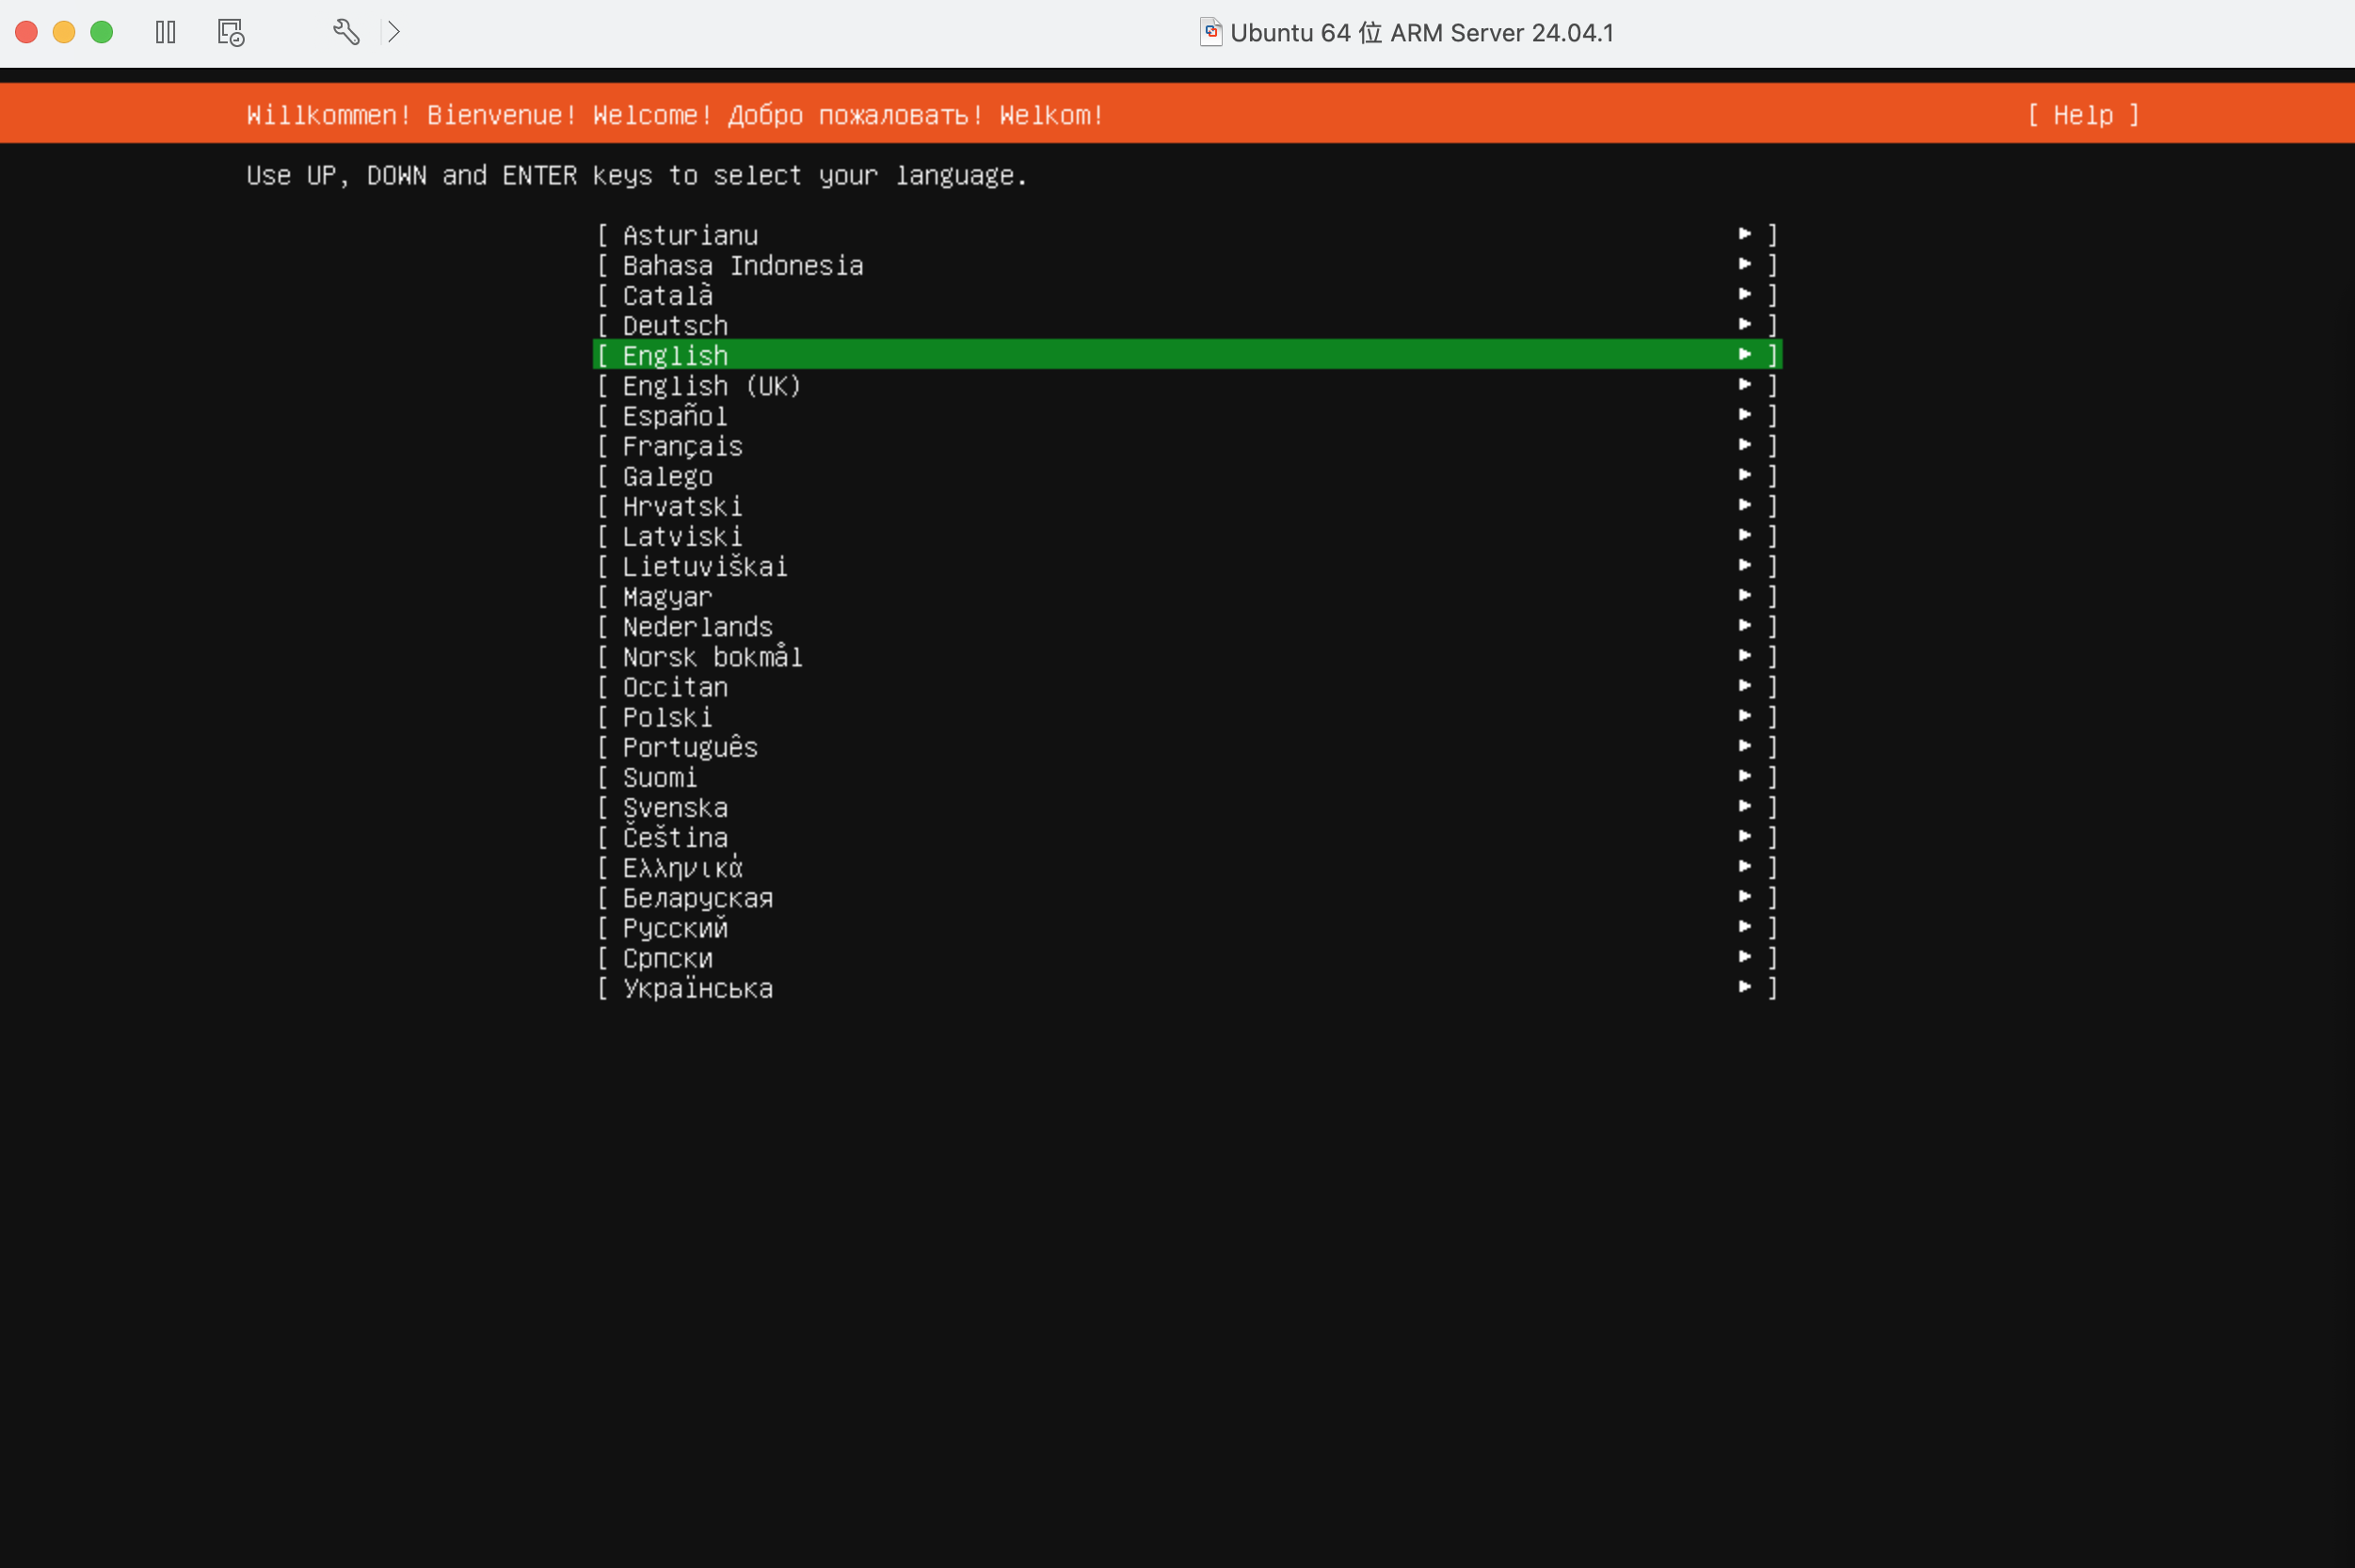 Ubuntu 64 位 ARM Server 24.04.1
Willkommen! Bienvenue! Welcome! Добро пожаловать! Welkom! [ Help ]
Use UP, DOWN and ENTER keys to select your language.
[ Asturianu ► ]
[ Bahasa Indonesia ► ]
[ Català ► ]
[ Deutsch ► ]
[ English ► ]
[ English (UK) ► ]
[ Español ► ]
[ Français ► ]
[ Galego ► ]
[ Hrvatski ► ]
[ Latviski ► ]
[ Lietuviškai ► ]
[ Magyar ► ]
[ Nederlands ► ]
[ Norsk bokmål ► ]
[ Occitan ► ]
[ Polski ► ]
[ Português ► ]
[ Suomi ► ]
[ Svenska ► ]
[ Čeština ► ]
[ Ελληνικά ► ]
[ Беларуская ► ]
[ Русский ► ]
[ Српски ► ]
[ Українська ► ]